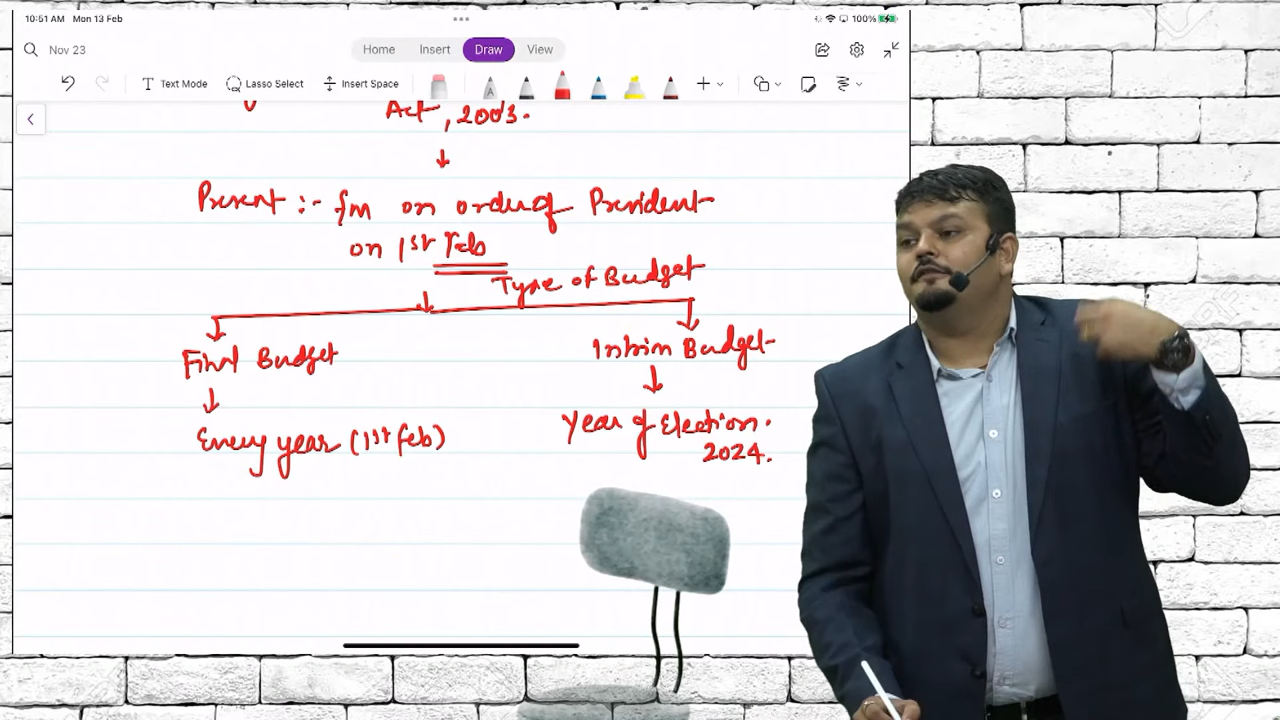 10:51 AM Mon 13 Feb
100%
Nov 23
Home Insert Draw View
Text Mode Lasso Select Insert Space
Act, 2003.
Present :- fm on order of President
on 1st Feb
Type of Budget
Final Budget
Intrim Budget
Every year (1st feb)
Year of Election.
2024.